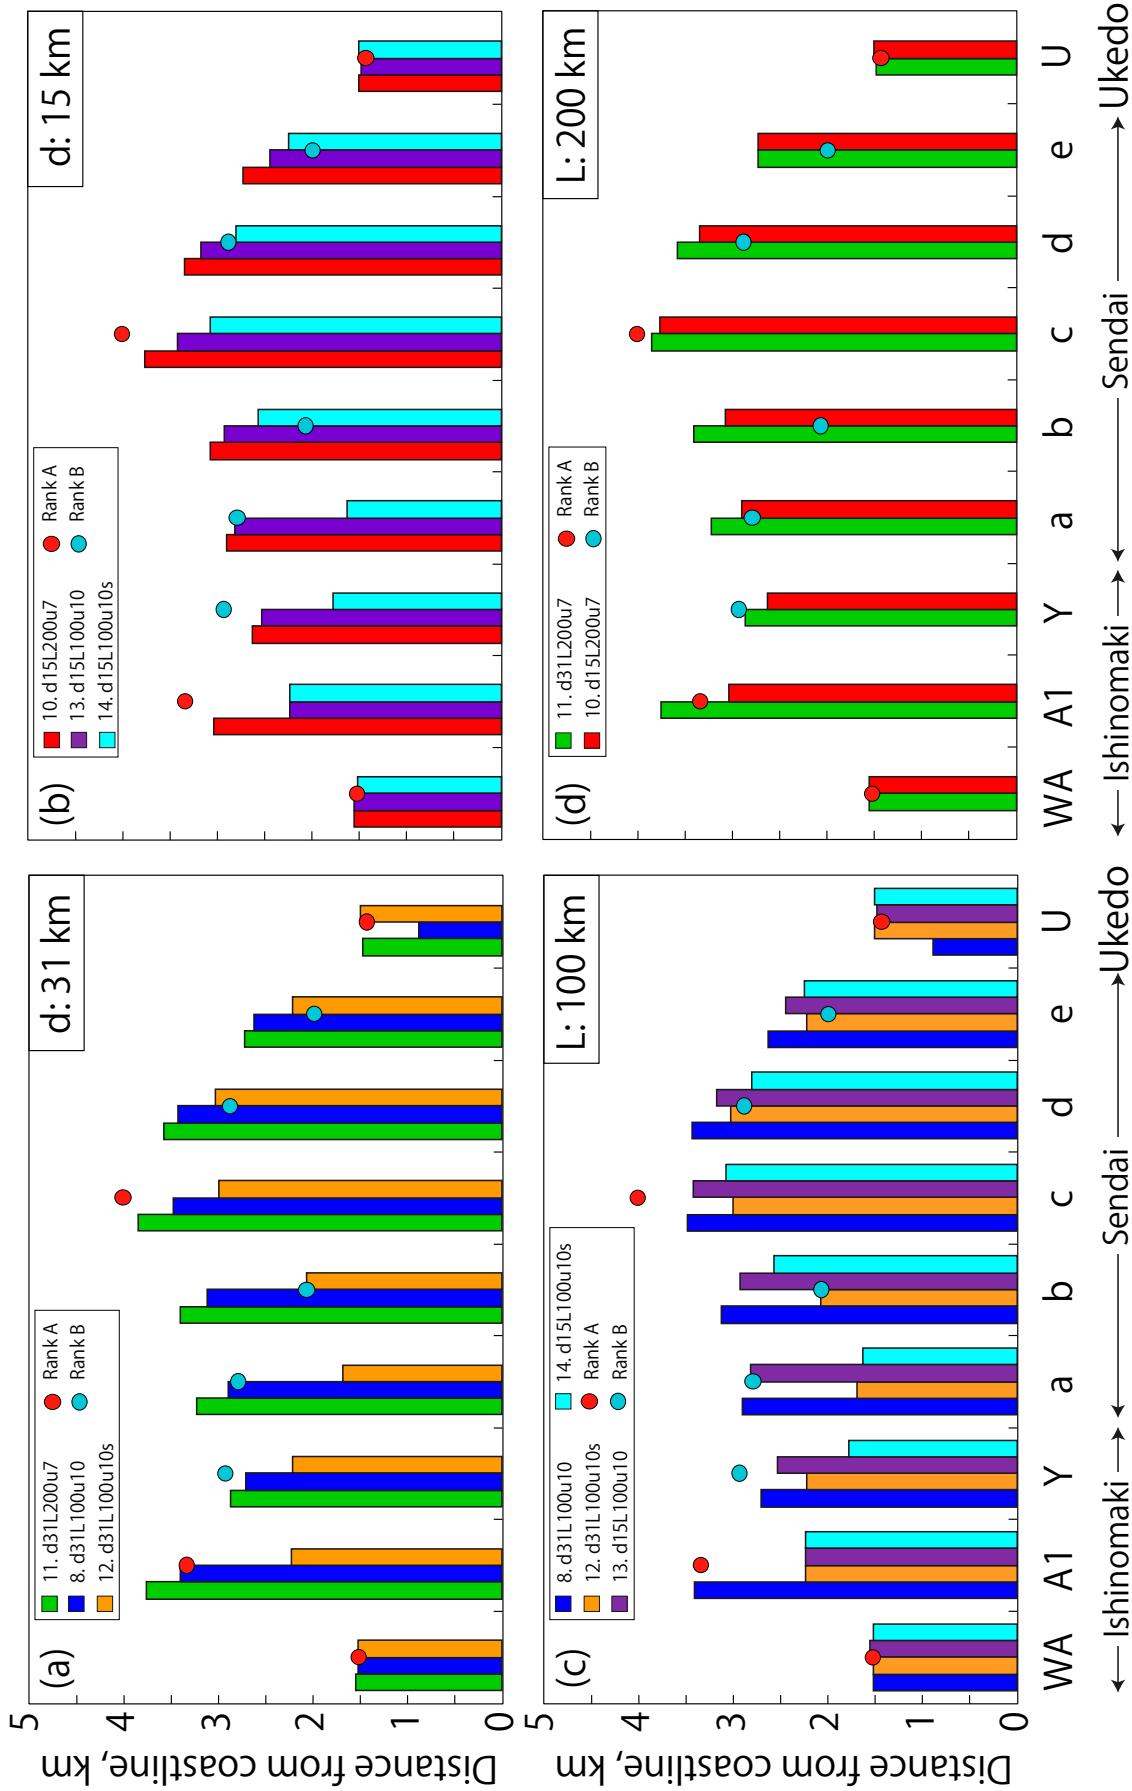 (a)
d: 31 km
11. d31L200u7
8. d31L100u10
12. d31L100u10s
Rank A
Rank B
5
4
3
2
1
0
Distance from coastline, km
(b)
d: 15 km
10. d15L200u7
13. d15L100u10
14. d15L100u10s
Rank A
Rank B
(c)
L: 100 km
8. d31L100u10
12. d31L100u10s
13. d15L100u10
14. d15L100u10s
Rank A
Rank B
5
4
3
2
1
0
Distance from coastline, km
WA A1 Y a b c d e U
Ishinomaki Sendai Ukedo
(d)
L: 200 km
11. d31L200u7
10. d15L200u7
Rank A
Rank B
WA A1 Y a b c d e U
Ishinomaki Sendai Ukedo